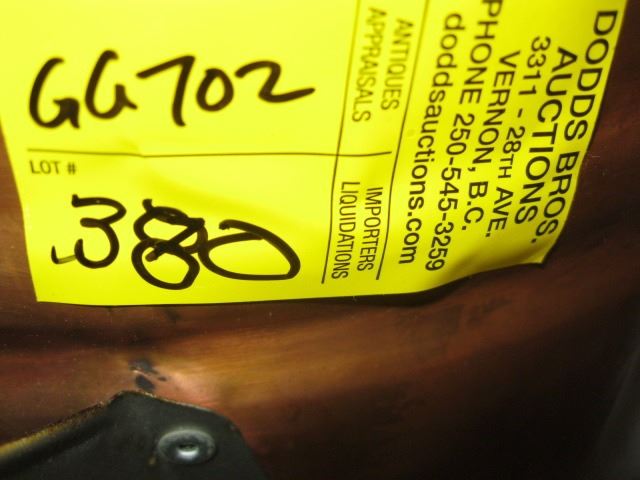 GG702
LOT #
380
ANTIQUES
APPRAISALS
IMPORTERS
LIQUIDATIONS
DODDS BROS.
AUCTIONS.
3311 - 28TH AVE.
VERNON, B.C.
PHONE 250-545-3259
doddsauctions.com